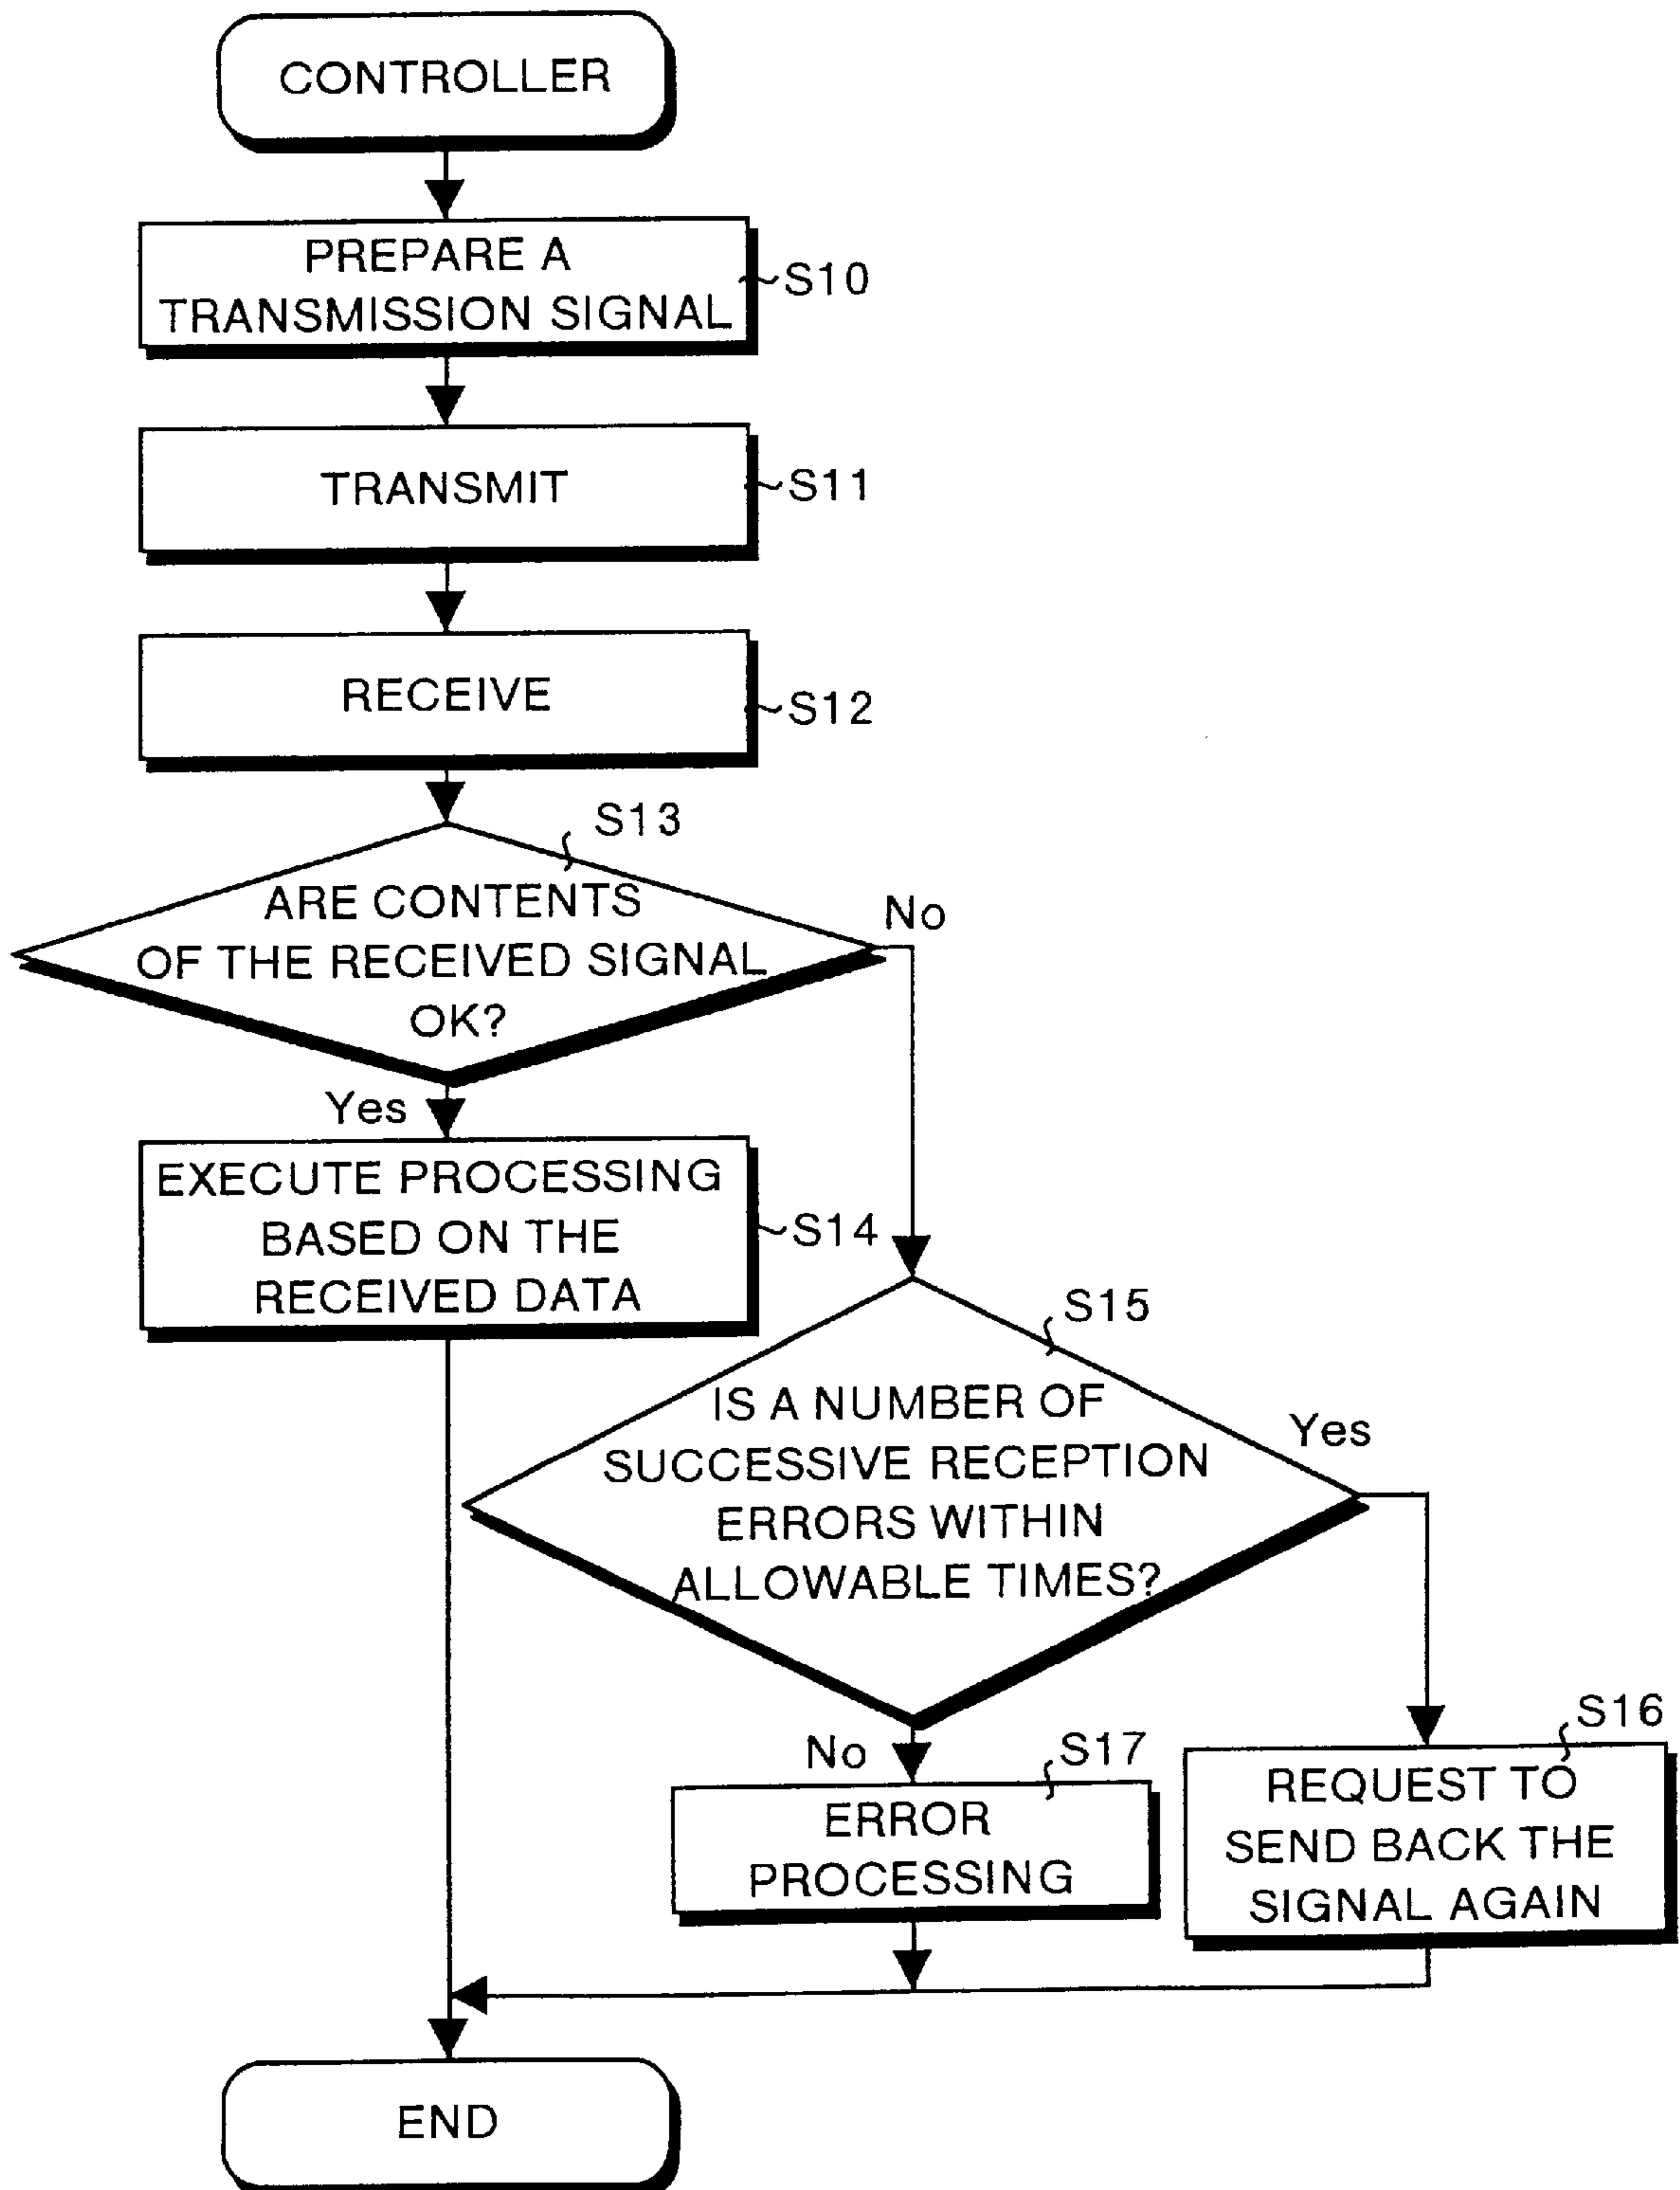 CONTROLLER
PREPARE A
TRANSMISSION SIGNAL
S10
TRANSMIT
S11
RECEIVE
S12
S13
ARE CONTENTS
OF THE RECEIVED SIGNAL
OK?
No
Yes
EXECUTE PROCESSING
BASED ON THE
RECEIVED DATA
S14
S15
IS A NUMBER OF
SUCCESSIVE RECEPTION
ERRORS WITHIN
ALLOWABLE TIMES?
Yes
No
S17
ERROR
PROCESSING
S16
REQUEST TO
SEND BACK THE
SIGNAL AGAIN
END